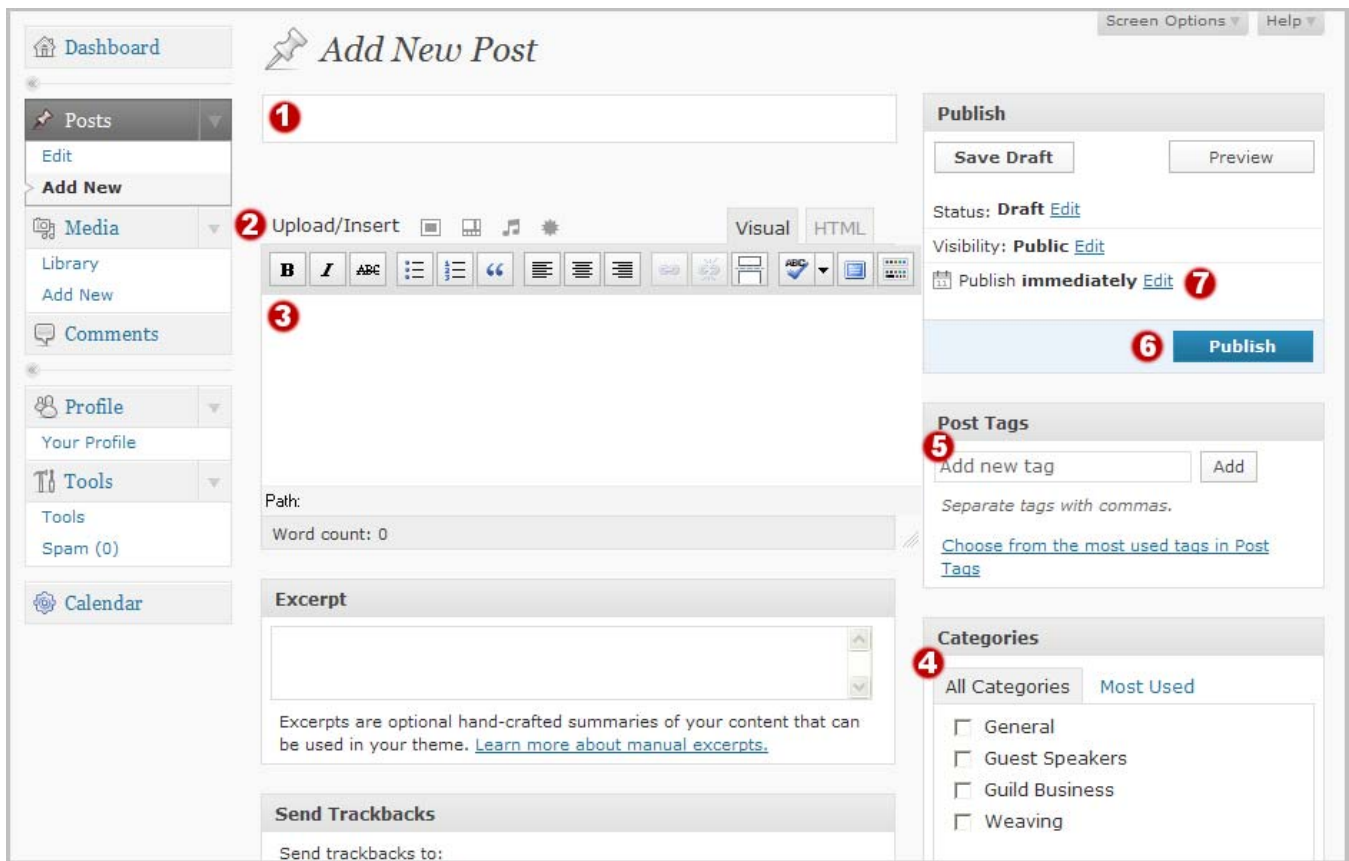 Screen Options Help
Dashboard
Posts
Edit
Add New
Media
Library
Add New
Comments
Profile
Your Profile
Tools
Tools
Spam (0)
Calendar
Add New Post
1
2 Upload/Insert
Visual HTML
B I ABC “ ABC
3
Path:
Word count: 0
Excerpt
Excerpts are optional hand-crafted summaries of your content that can
be used in your theme. Learn more about manual excerpts.
Send Trackbacks
Send trackbacks to:
Publish
Save Draft Preview
Status: Draft Edit
Visibility: Public Edit
11 Publish immediately Edit 7
6 Publish
Post Tags
5
Add new tag Add
Separate tags with commas.
Choose from the most used tags in Post
Tags
Categories
4
All Categories Most Used
General
Guest Speakers
Guild Business
Weaving